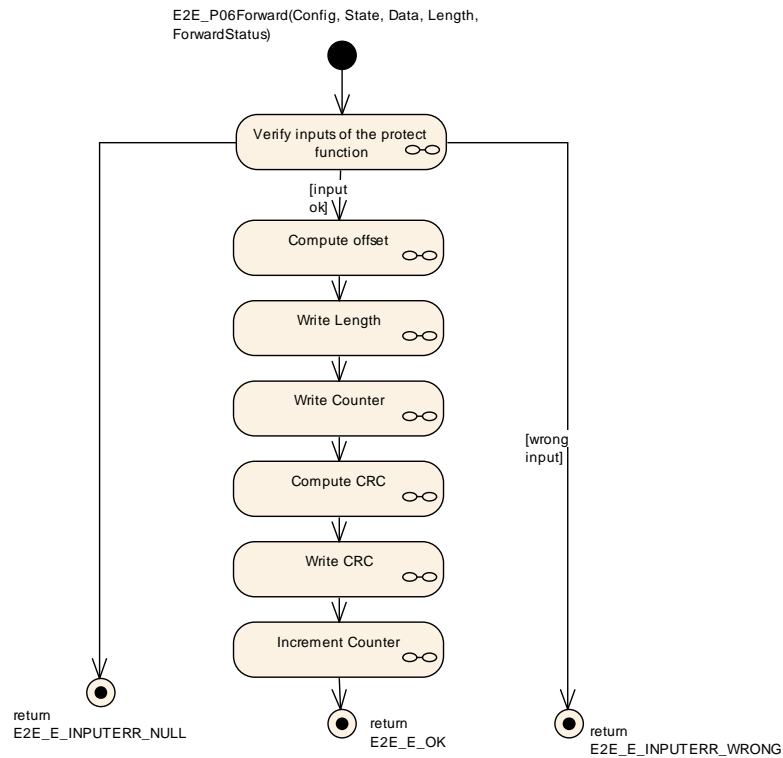 E2E_P06Forward(Config, State, Data, Length,
ForwardStatus)
Verify inputs of the protect
function
[input
ok]
Compute offset
Write Length
Write Counter
[wrong
input]
Compute CRC
Write CRC
Increment Counter
return
E2E_E_INPUTERR_NULL
return
E2E_E_OK
return
E2E_E_INPUTERR_WRONG